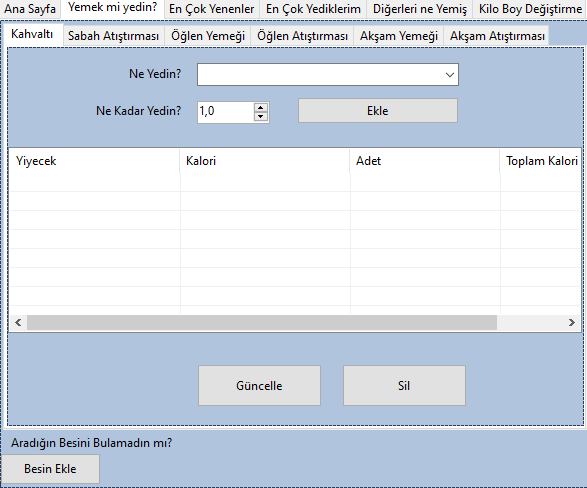 Ana Sayfa Yemek mi yedin? En Çok Yenenler En Çok Yediklerim Diğerleri ne Yemiş Kilo Boy Değiştirme
Kahvaltı Sabah Atıştırması Öğlen Yemeği Öğlen Atıştırması Akşam Yemeği Akşam Atıştırması
Ne Yedin?
Ne Kadar Yedin? 1,0 Ekle
Yiyecek Kalori Adet Toplam Kalori
Güncelle Sil
Aradığın Besini Bulamadın mı?
Besin Ekle